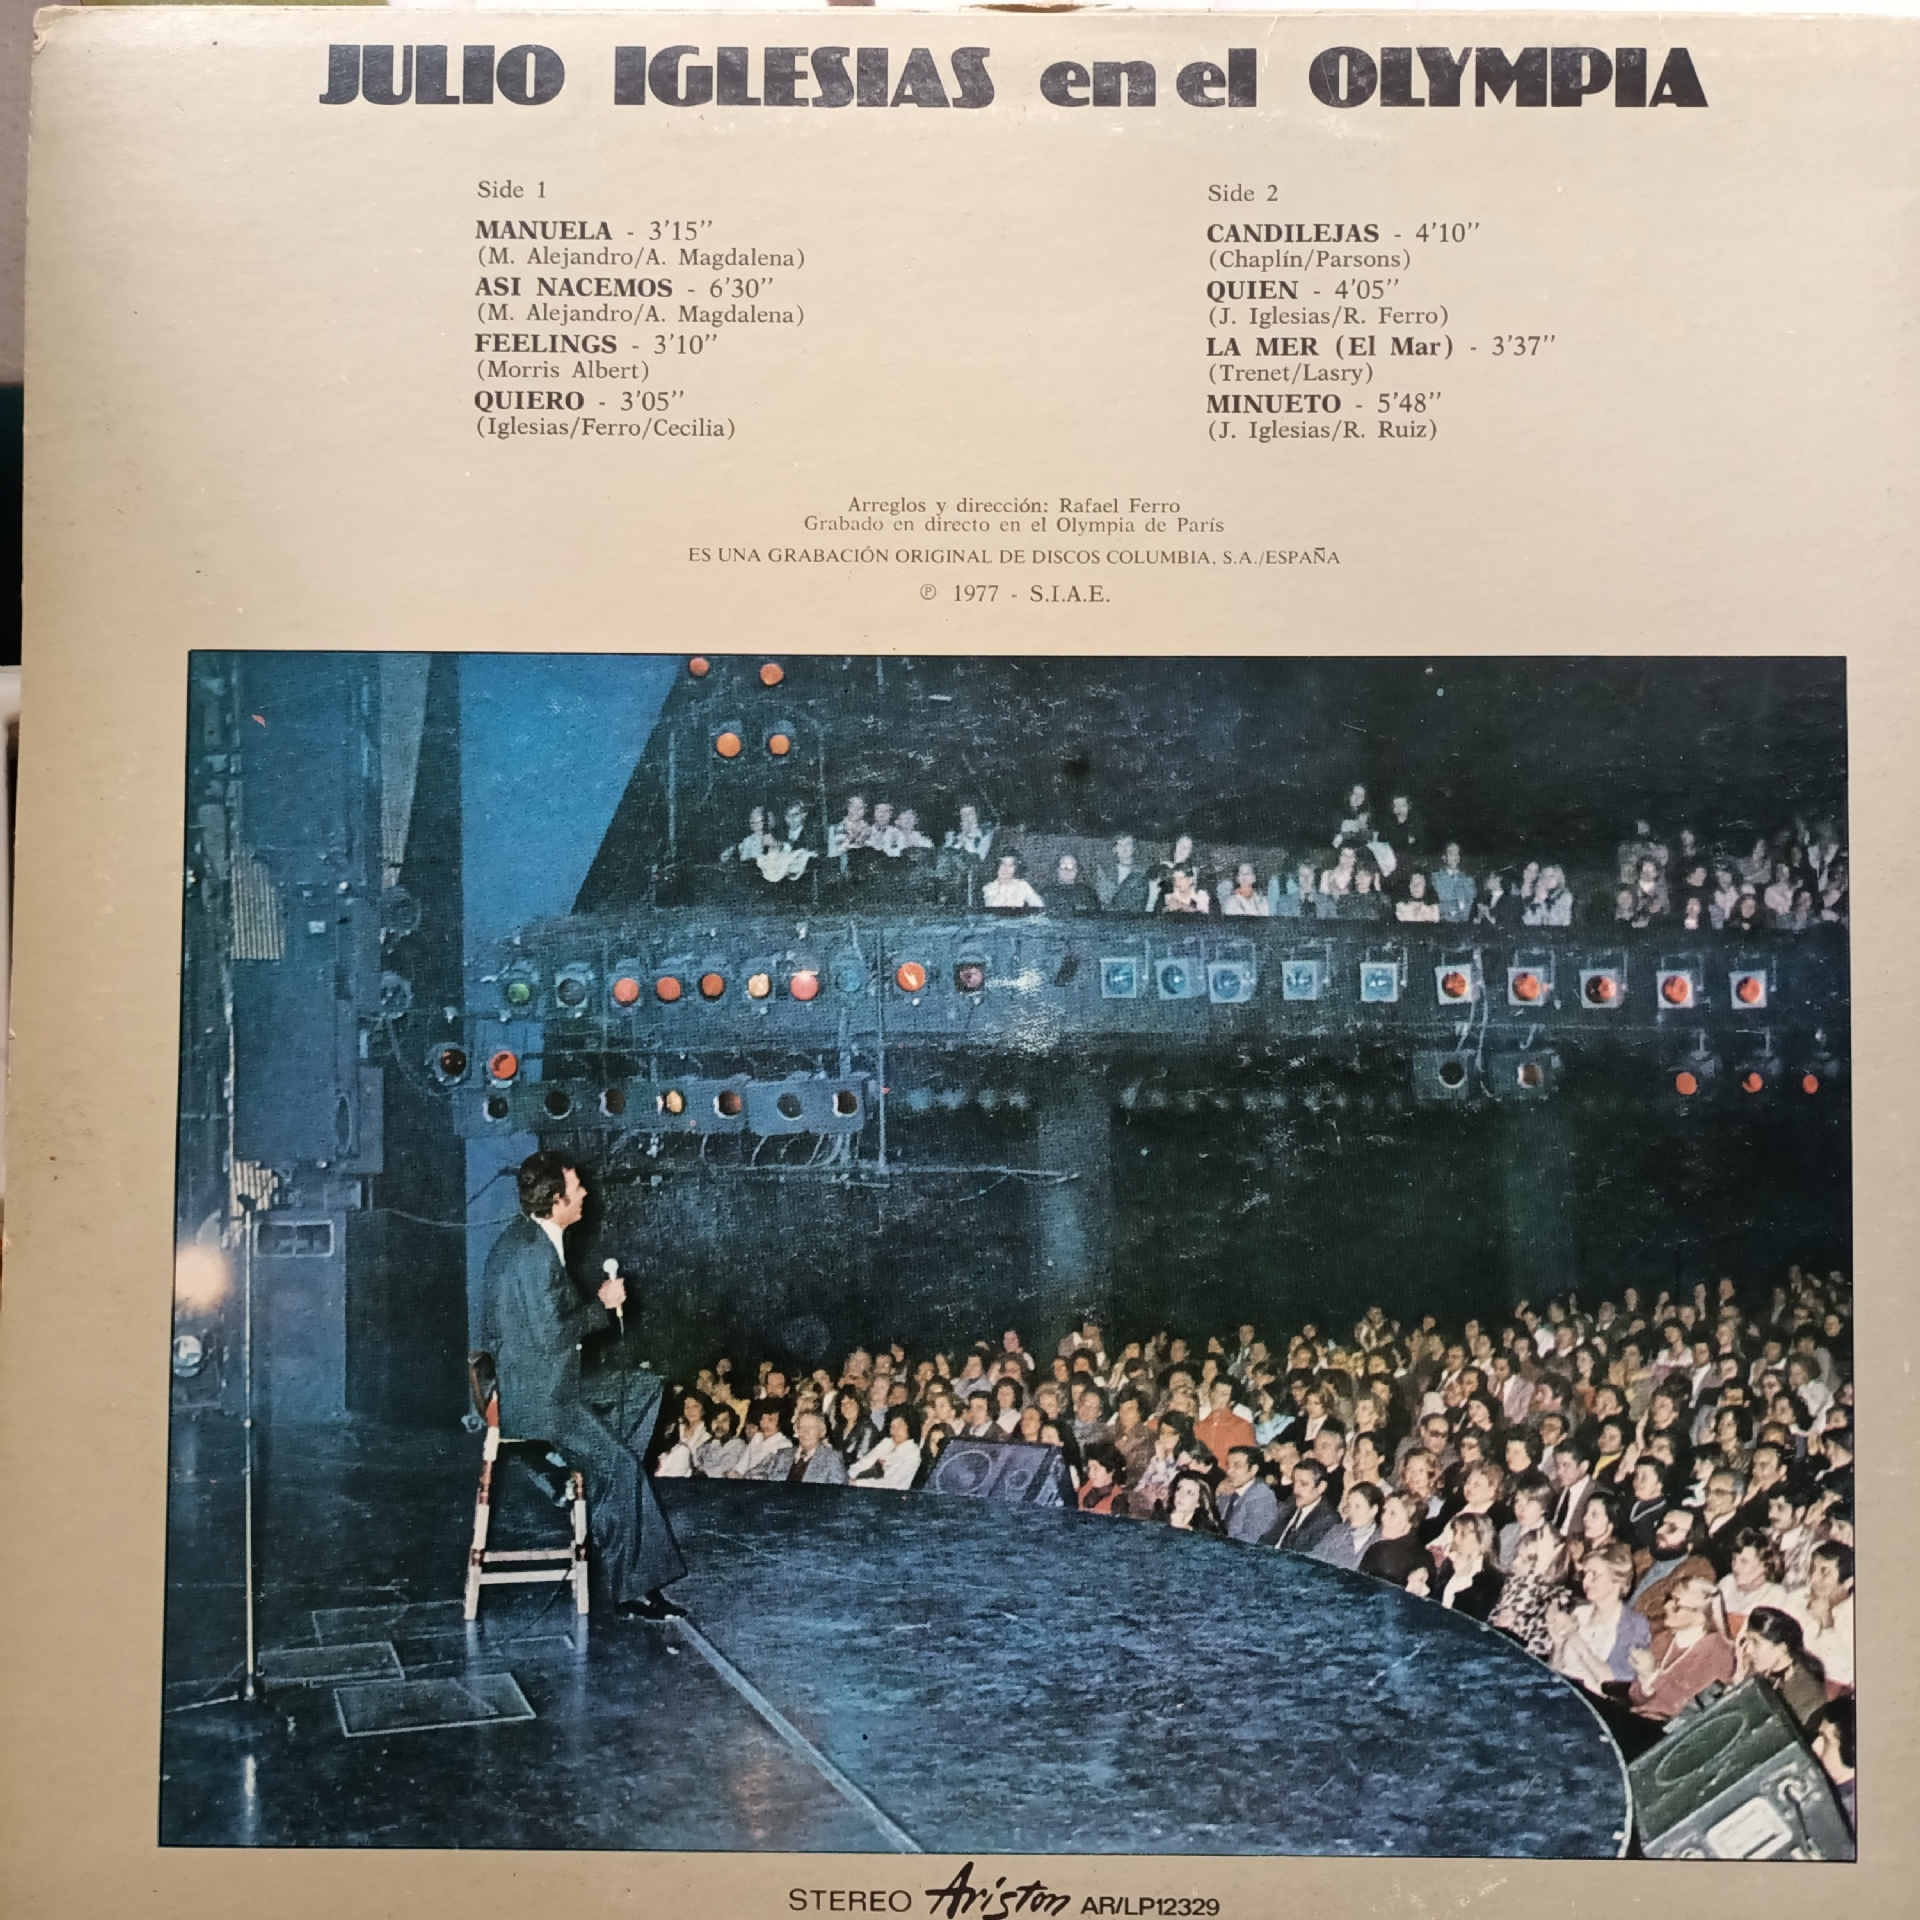 JULIO IGLESIAS en el OLYMPIA
Side 1
MANUELA - 3'15''
(M. Alejandro/A. Magdalena)
ASI NACEMOS - 6'30''
(M. Alejandro/A. Magdalena)
FEELINGS - 3'10''
(Morris Albert)
QUIERO - 3'05''
(Iglesias/Ferro/Cecilia)
Side 2
CANDILEJAS - 4'10''
(Chaplín/Parsons)
QUIEN - 4'05''
(J. Iglesias/R. Ferro)
LA MER (El Mar) - 3'37''
(Trenet/Lasry)
MINUETO - 5'48''
(J. Iglesias/R. Ruiz)
Arreglos y dirección: Rafael Ferro
Grabado en directo en el Olympia de París
ES UNA GRABACIÓN ORIGINAL DE DISCOS COLUMBIA, S.A./ESPAÑA
℗ 1977 - S.I.A.E.
STEREO Ariston AR/LP12329